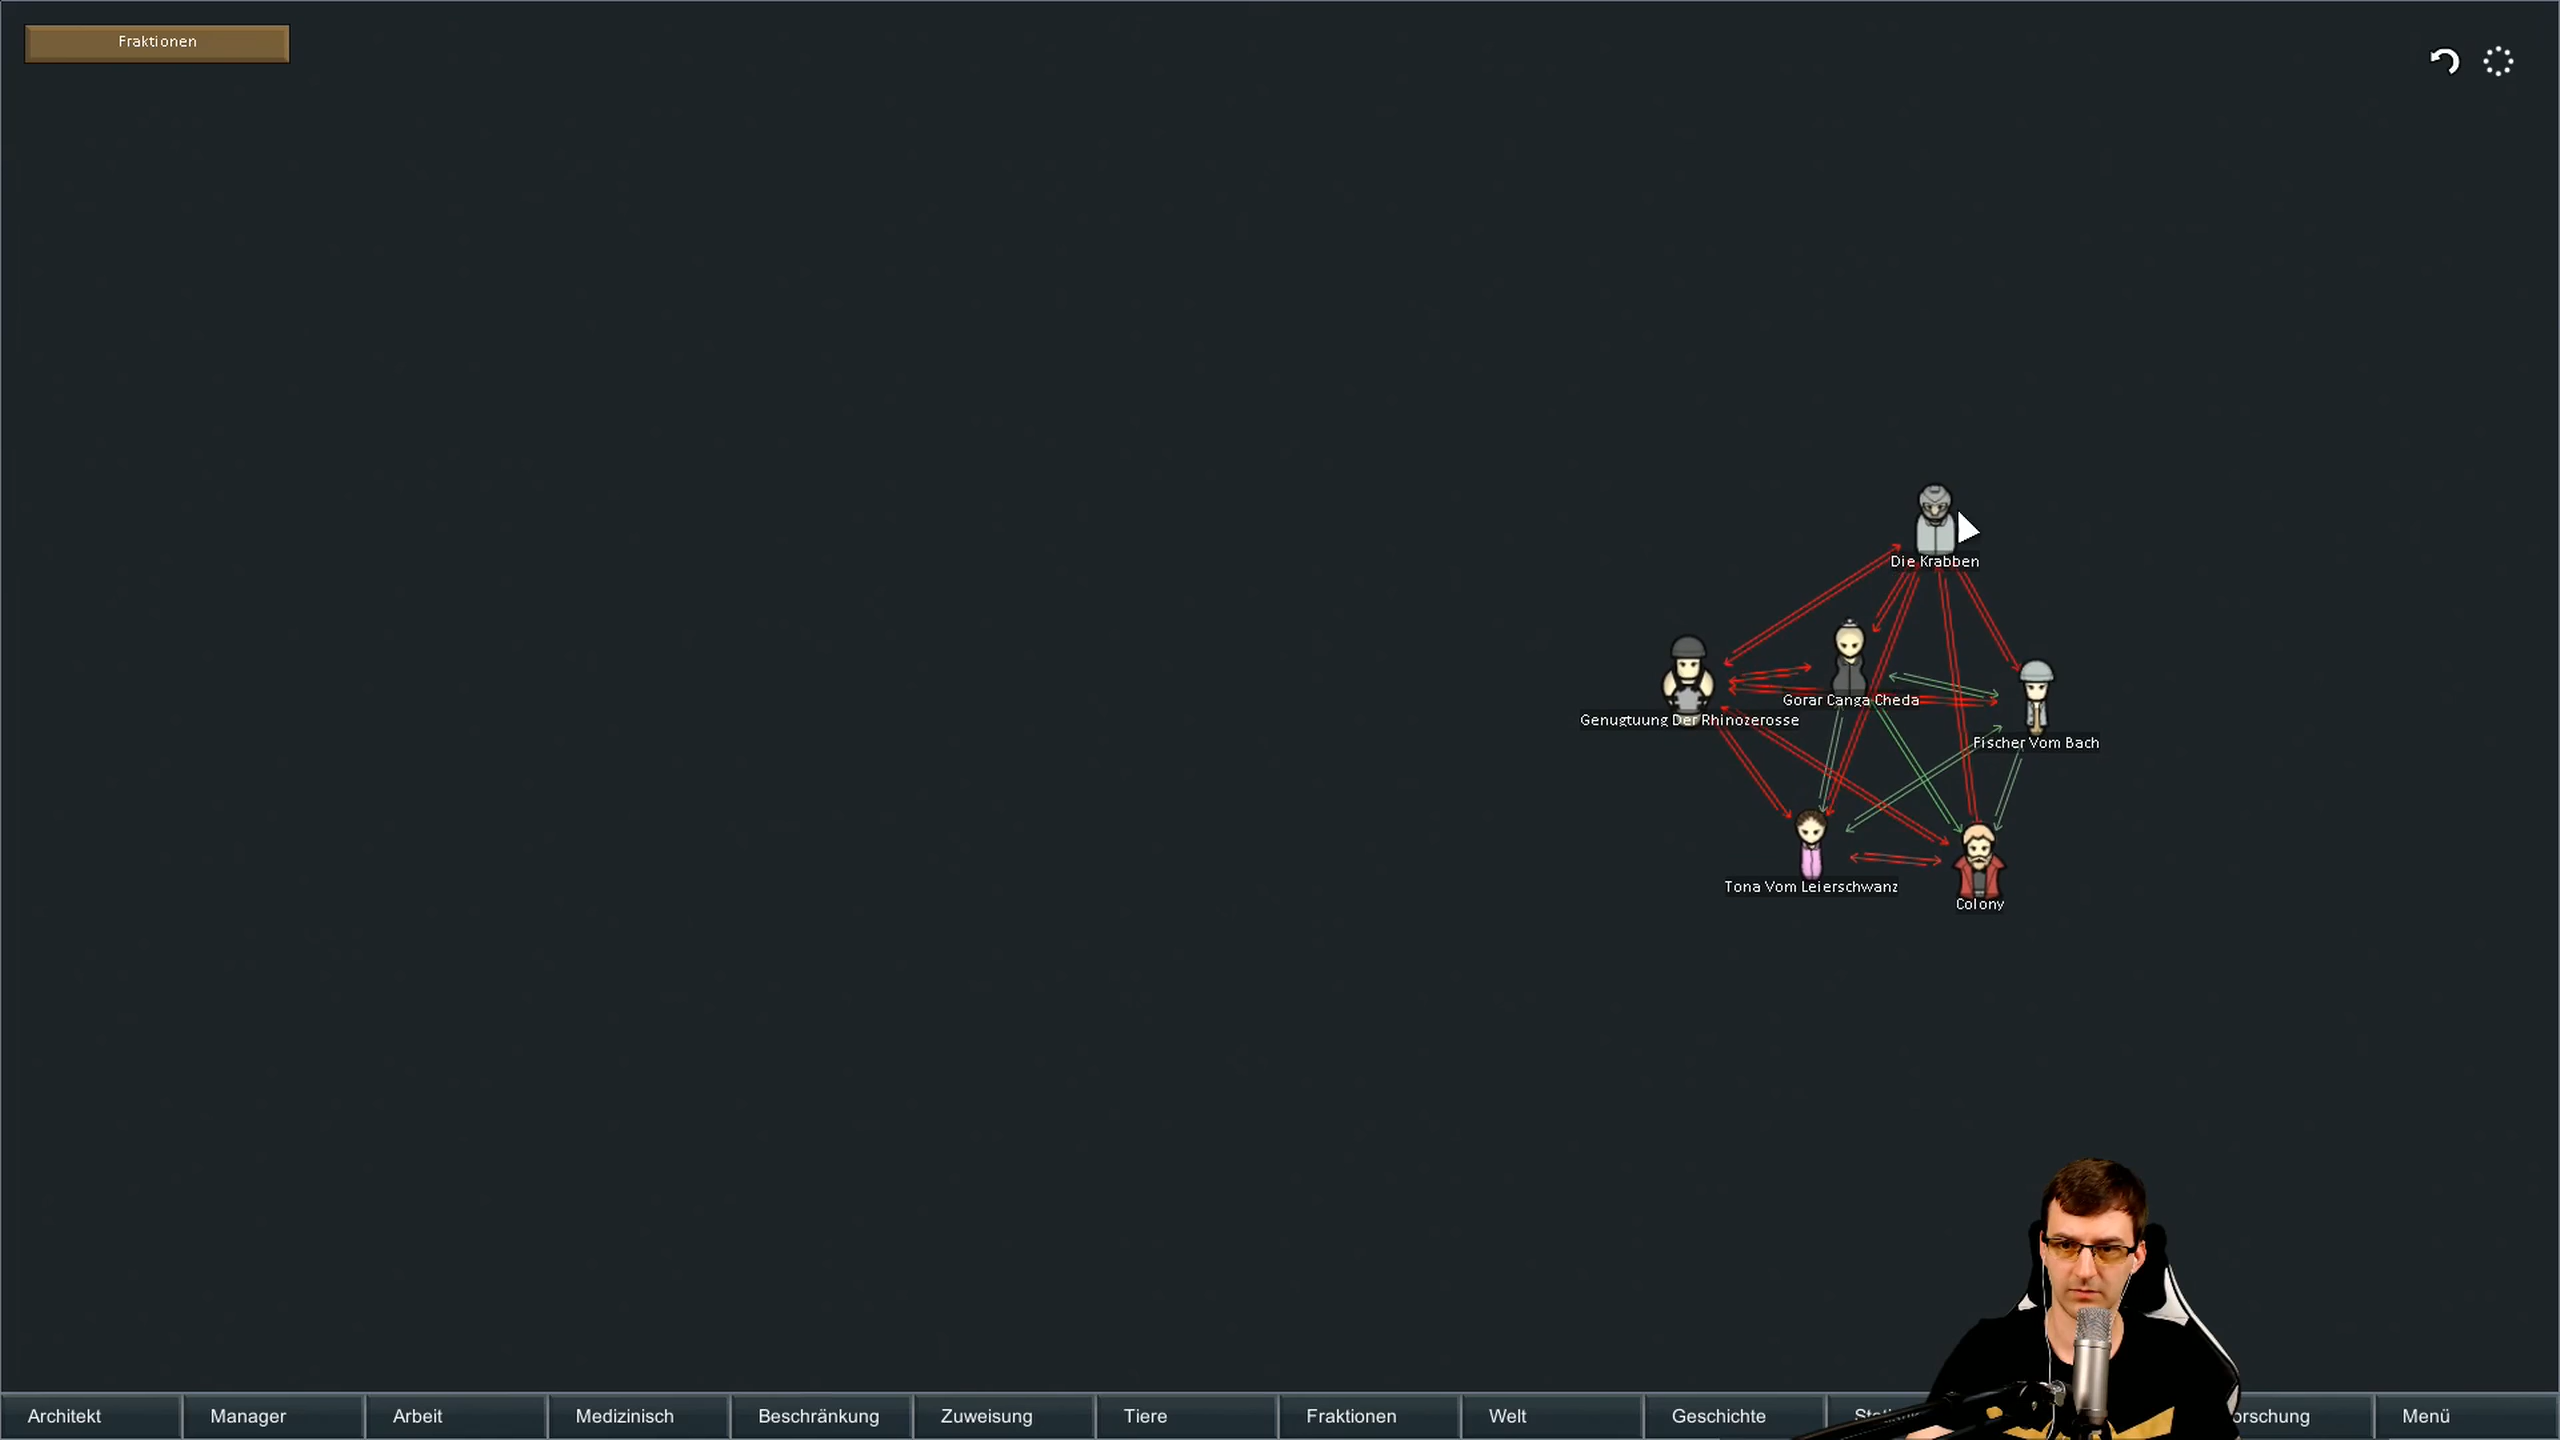 Fraktionen
Die Krabben
Gorar Canga Cheda
Genugtuung Der Rhinozerosse
Fischer Vom Bach
Tona Vom Leierschwanz
Colony
Architekt
Manager
Arbeit
Medizinisch
Beschränkung
Zuweisung
Tiere
Fraktionen
Welt
Geschichte
Menü